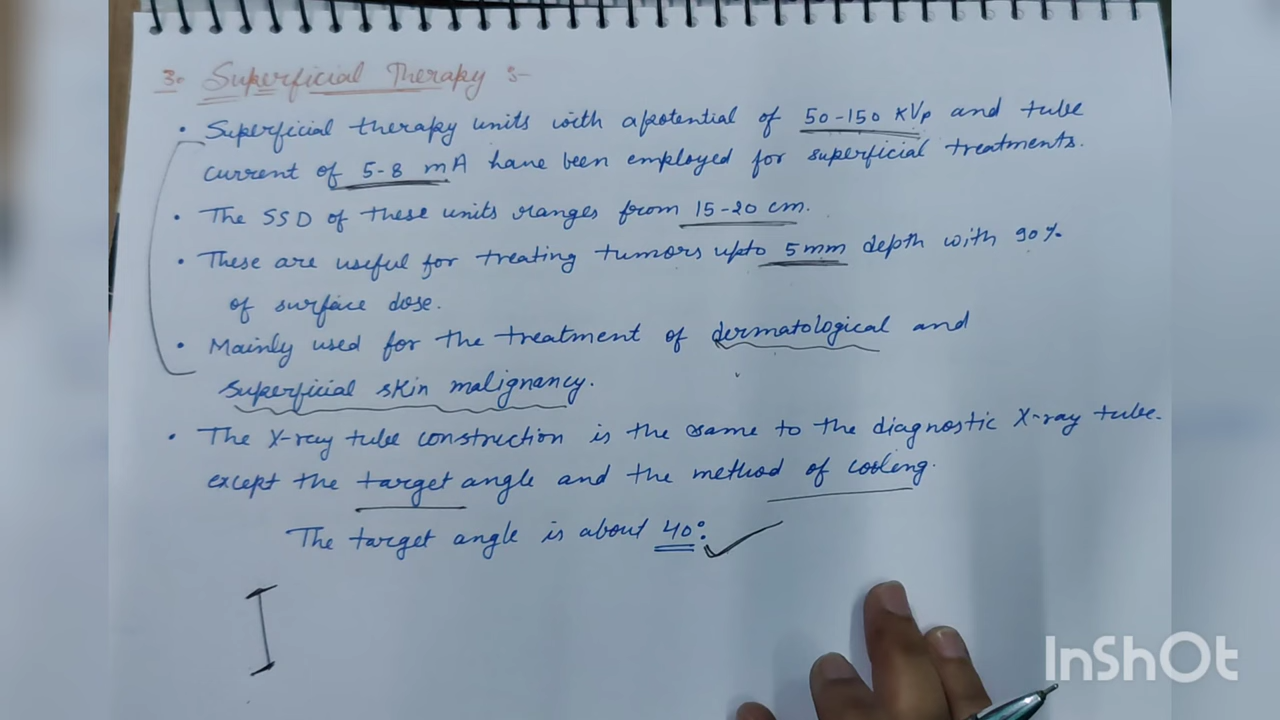 3. Superficial Therapy :-
• Superficial therapy units with a potential of 50-150 KVp and tube
current of 5-8 mA have been employed for superficial treatments.
• The SSD of these units ranges from 15-20 cm.
• These are useful for treating tumors upto 5mm depth with 90%
of surface dose.
• Mainly used for the treatment of dermatological and
superficial skin malignancy.
• The X-ray tube construction is the same to the diagnostic X-ray tube.
except the target angle and the method of cooling.
The target angle is about 40°.
InShOt